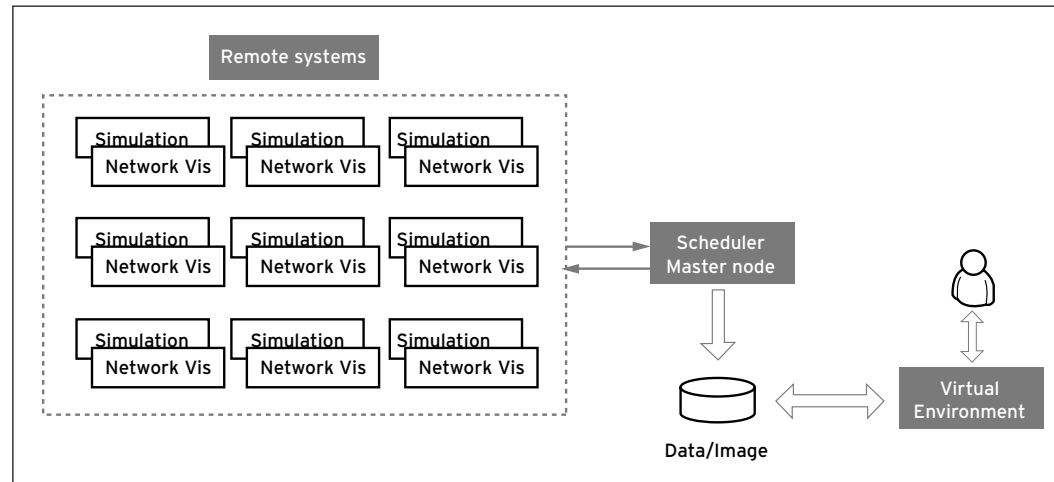 Remote systems
Simulation
Network Vis
Simulation
Network Vis
Simulation
Network Vis
Simulation
Network Vis
Simulation
Network Vis
Simulation
Network Vis
Simulation
Network Vis
Simulation
Network Vis
Simulation
Network Vis
Scheduler
Master node
Data/Image
Virtual
Environment